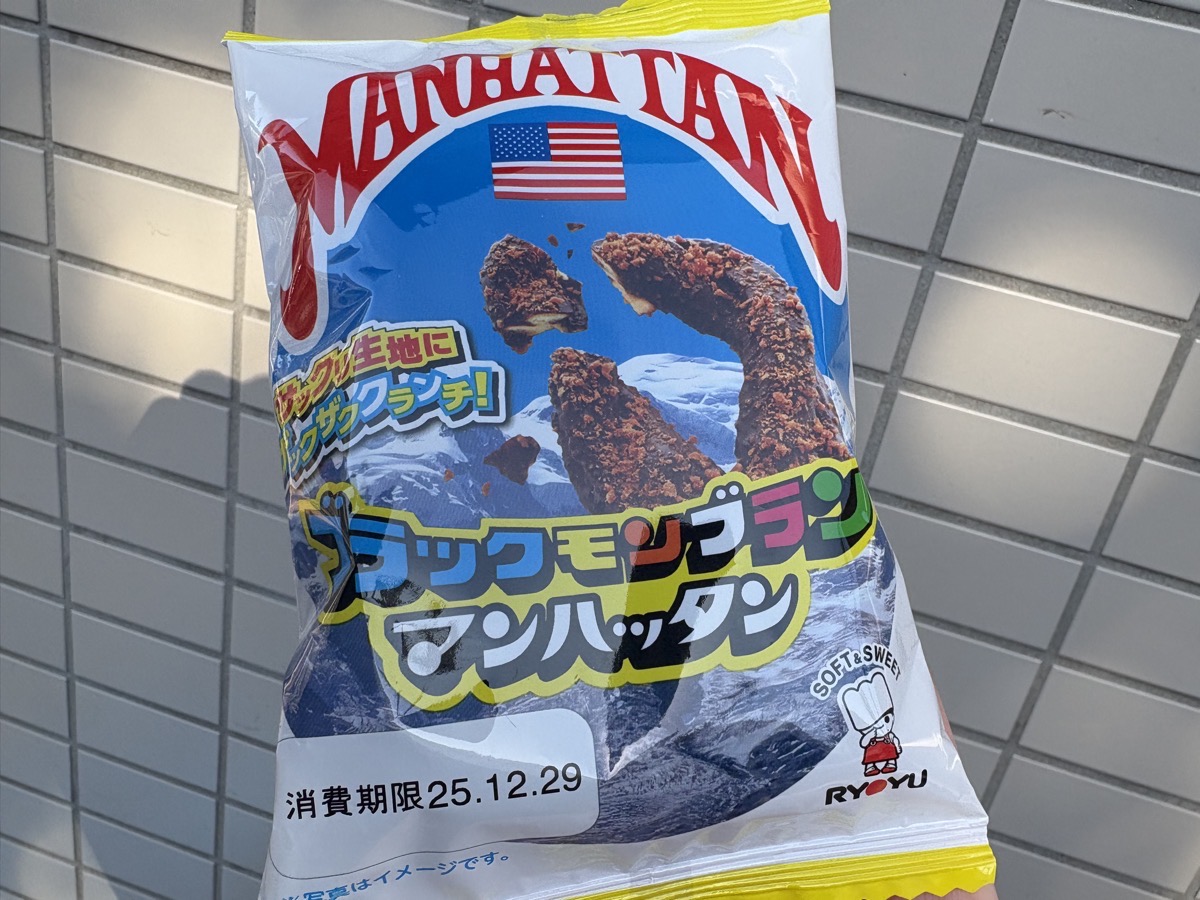 MANHATTAN
サックリ生地に
ザックザククランチ!
ブラックモンブラン
マンハッタン
SOFT&SWEET
RYOYU
消費期限25.12.29
※写真はイメージです。